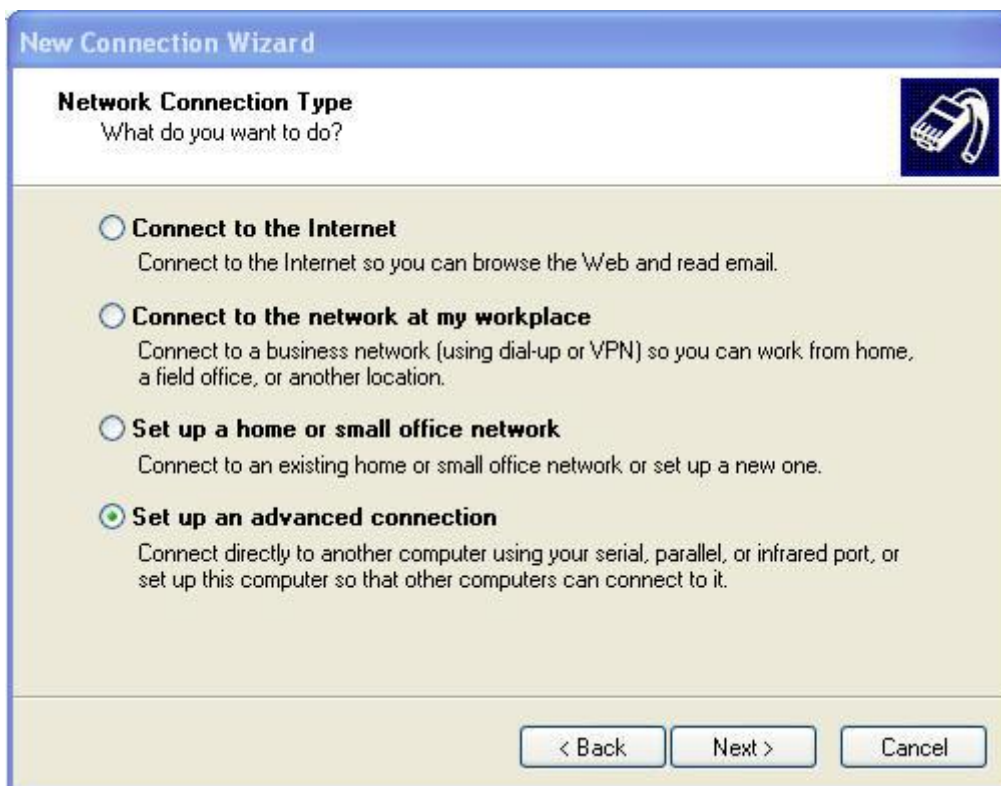 New Connection Wizard
Network Connection Type
What do you want to do?
Connect to the Internet
Connect to the Internet so you can browse the Web and read email.
Connect to the network at my workplace
Connect to a business network (using dial-up or VPN) so you can work from home,
a field office, or another location.
Set up a home or small office network
Connect to an existing home or small office network or set up a new one.
Set up an advanced connection
Connect directly to another computer using your serial, parallel, or infrared port, or
set up this computer so that other computers can connect to it.
< Back Next > Cancel